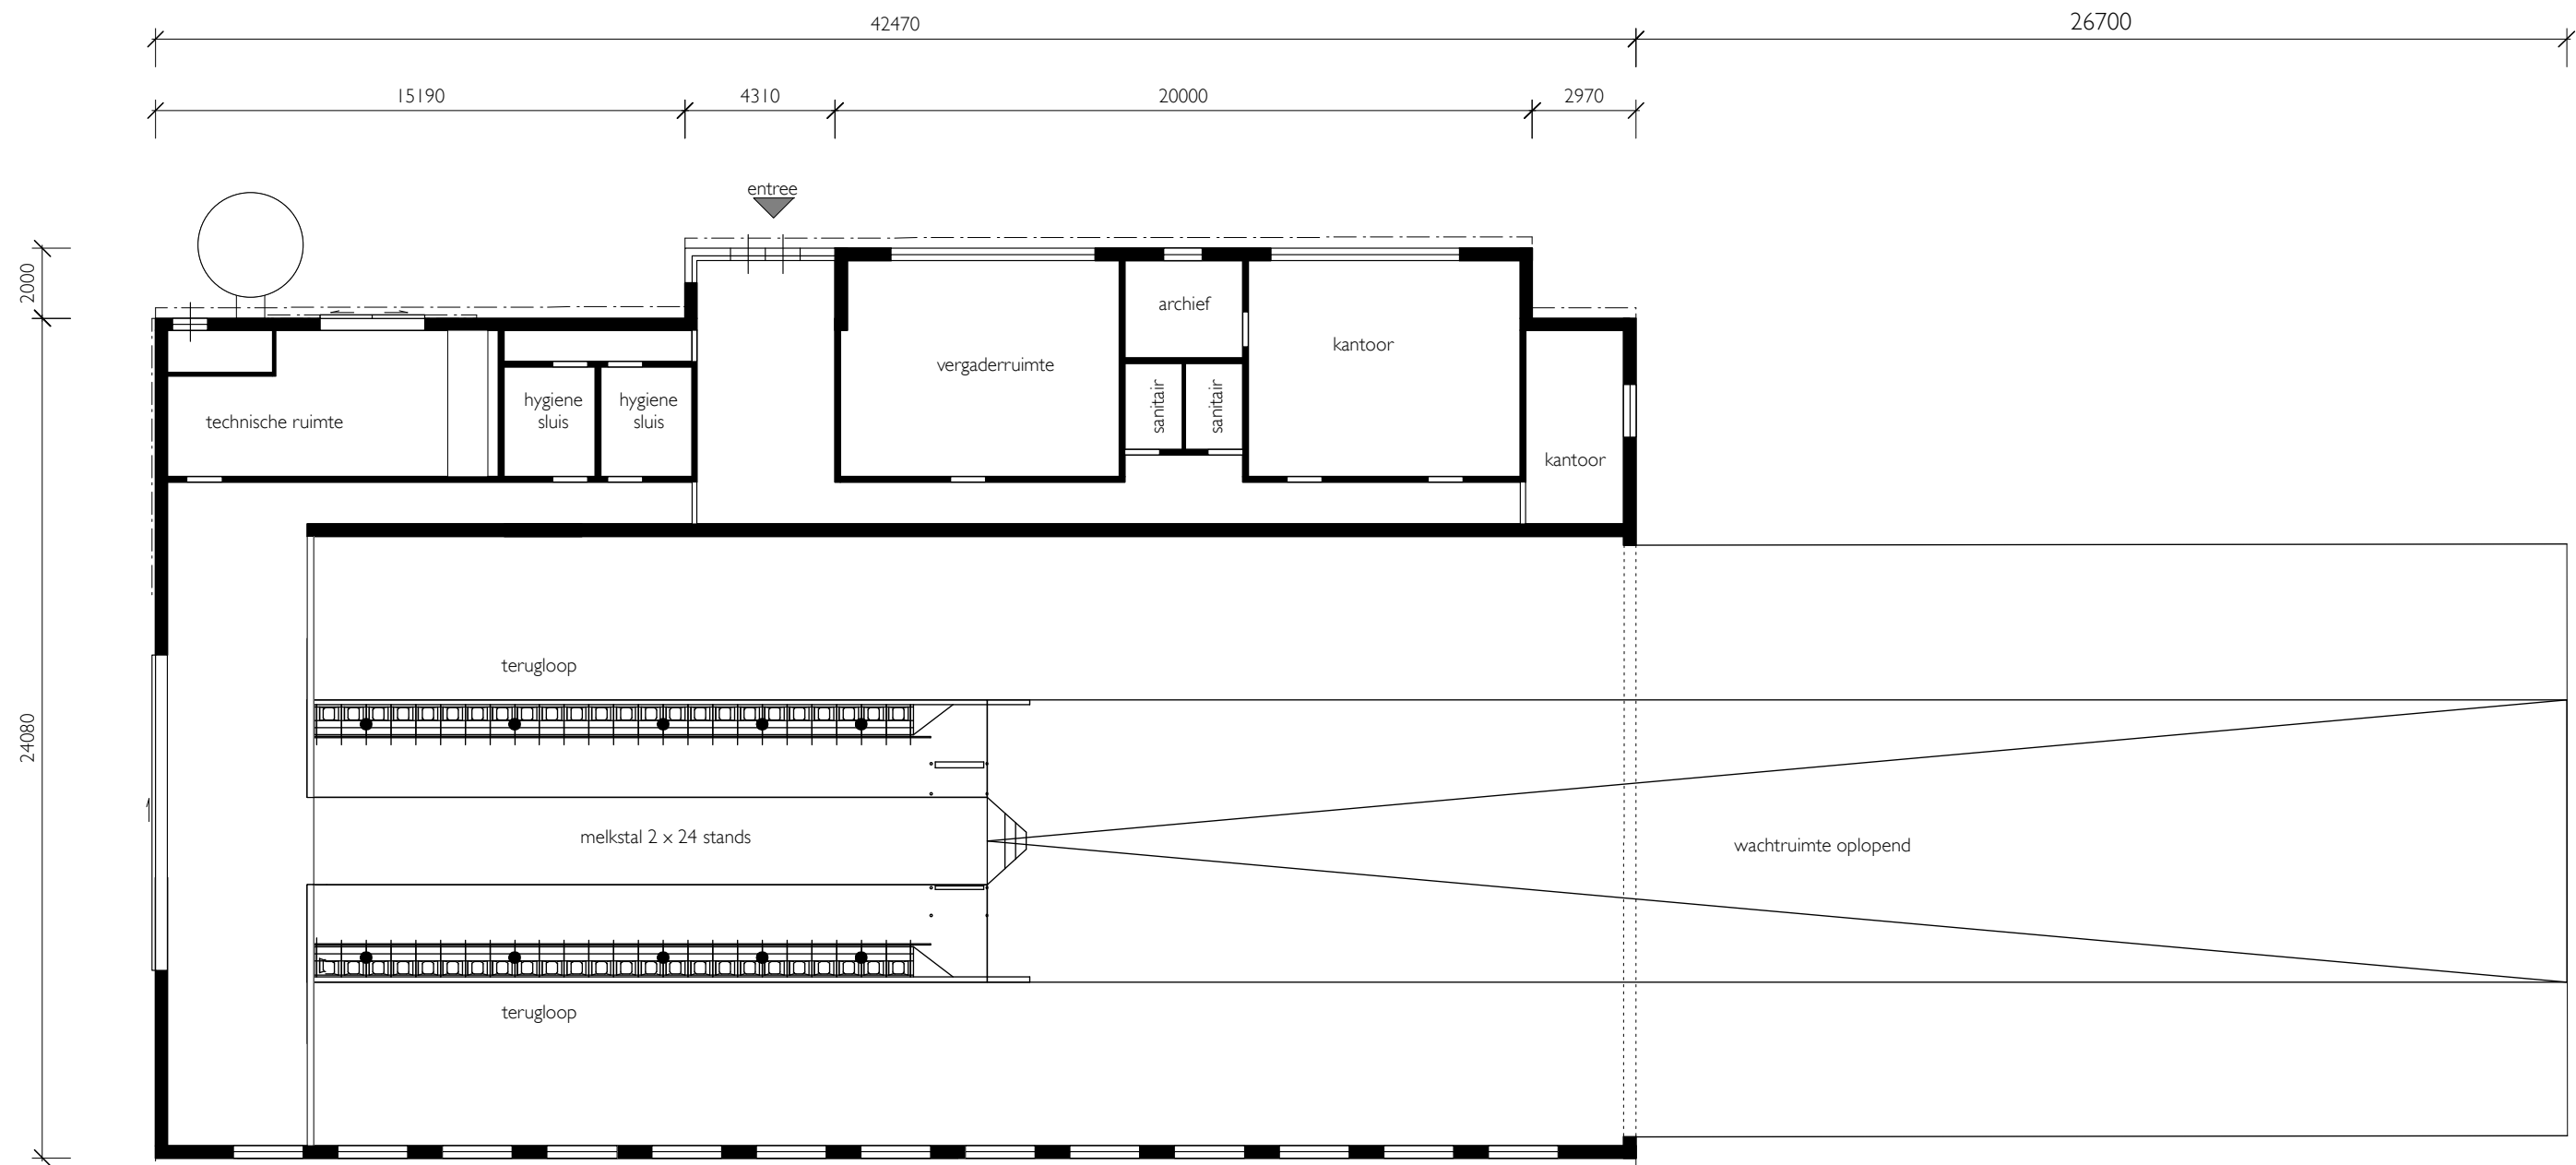 42470
26700
15190
4310
20000
2970
entree
2000
archief
kantoor
vergaderruimte
technische ruimte
hygiene
sluis
hygiene
sluis
sanitair
sanitair
kantoor
terugloop
24080
melkstal 2 x 24 stands
wachtruimte oplopend
terugloop